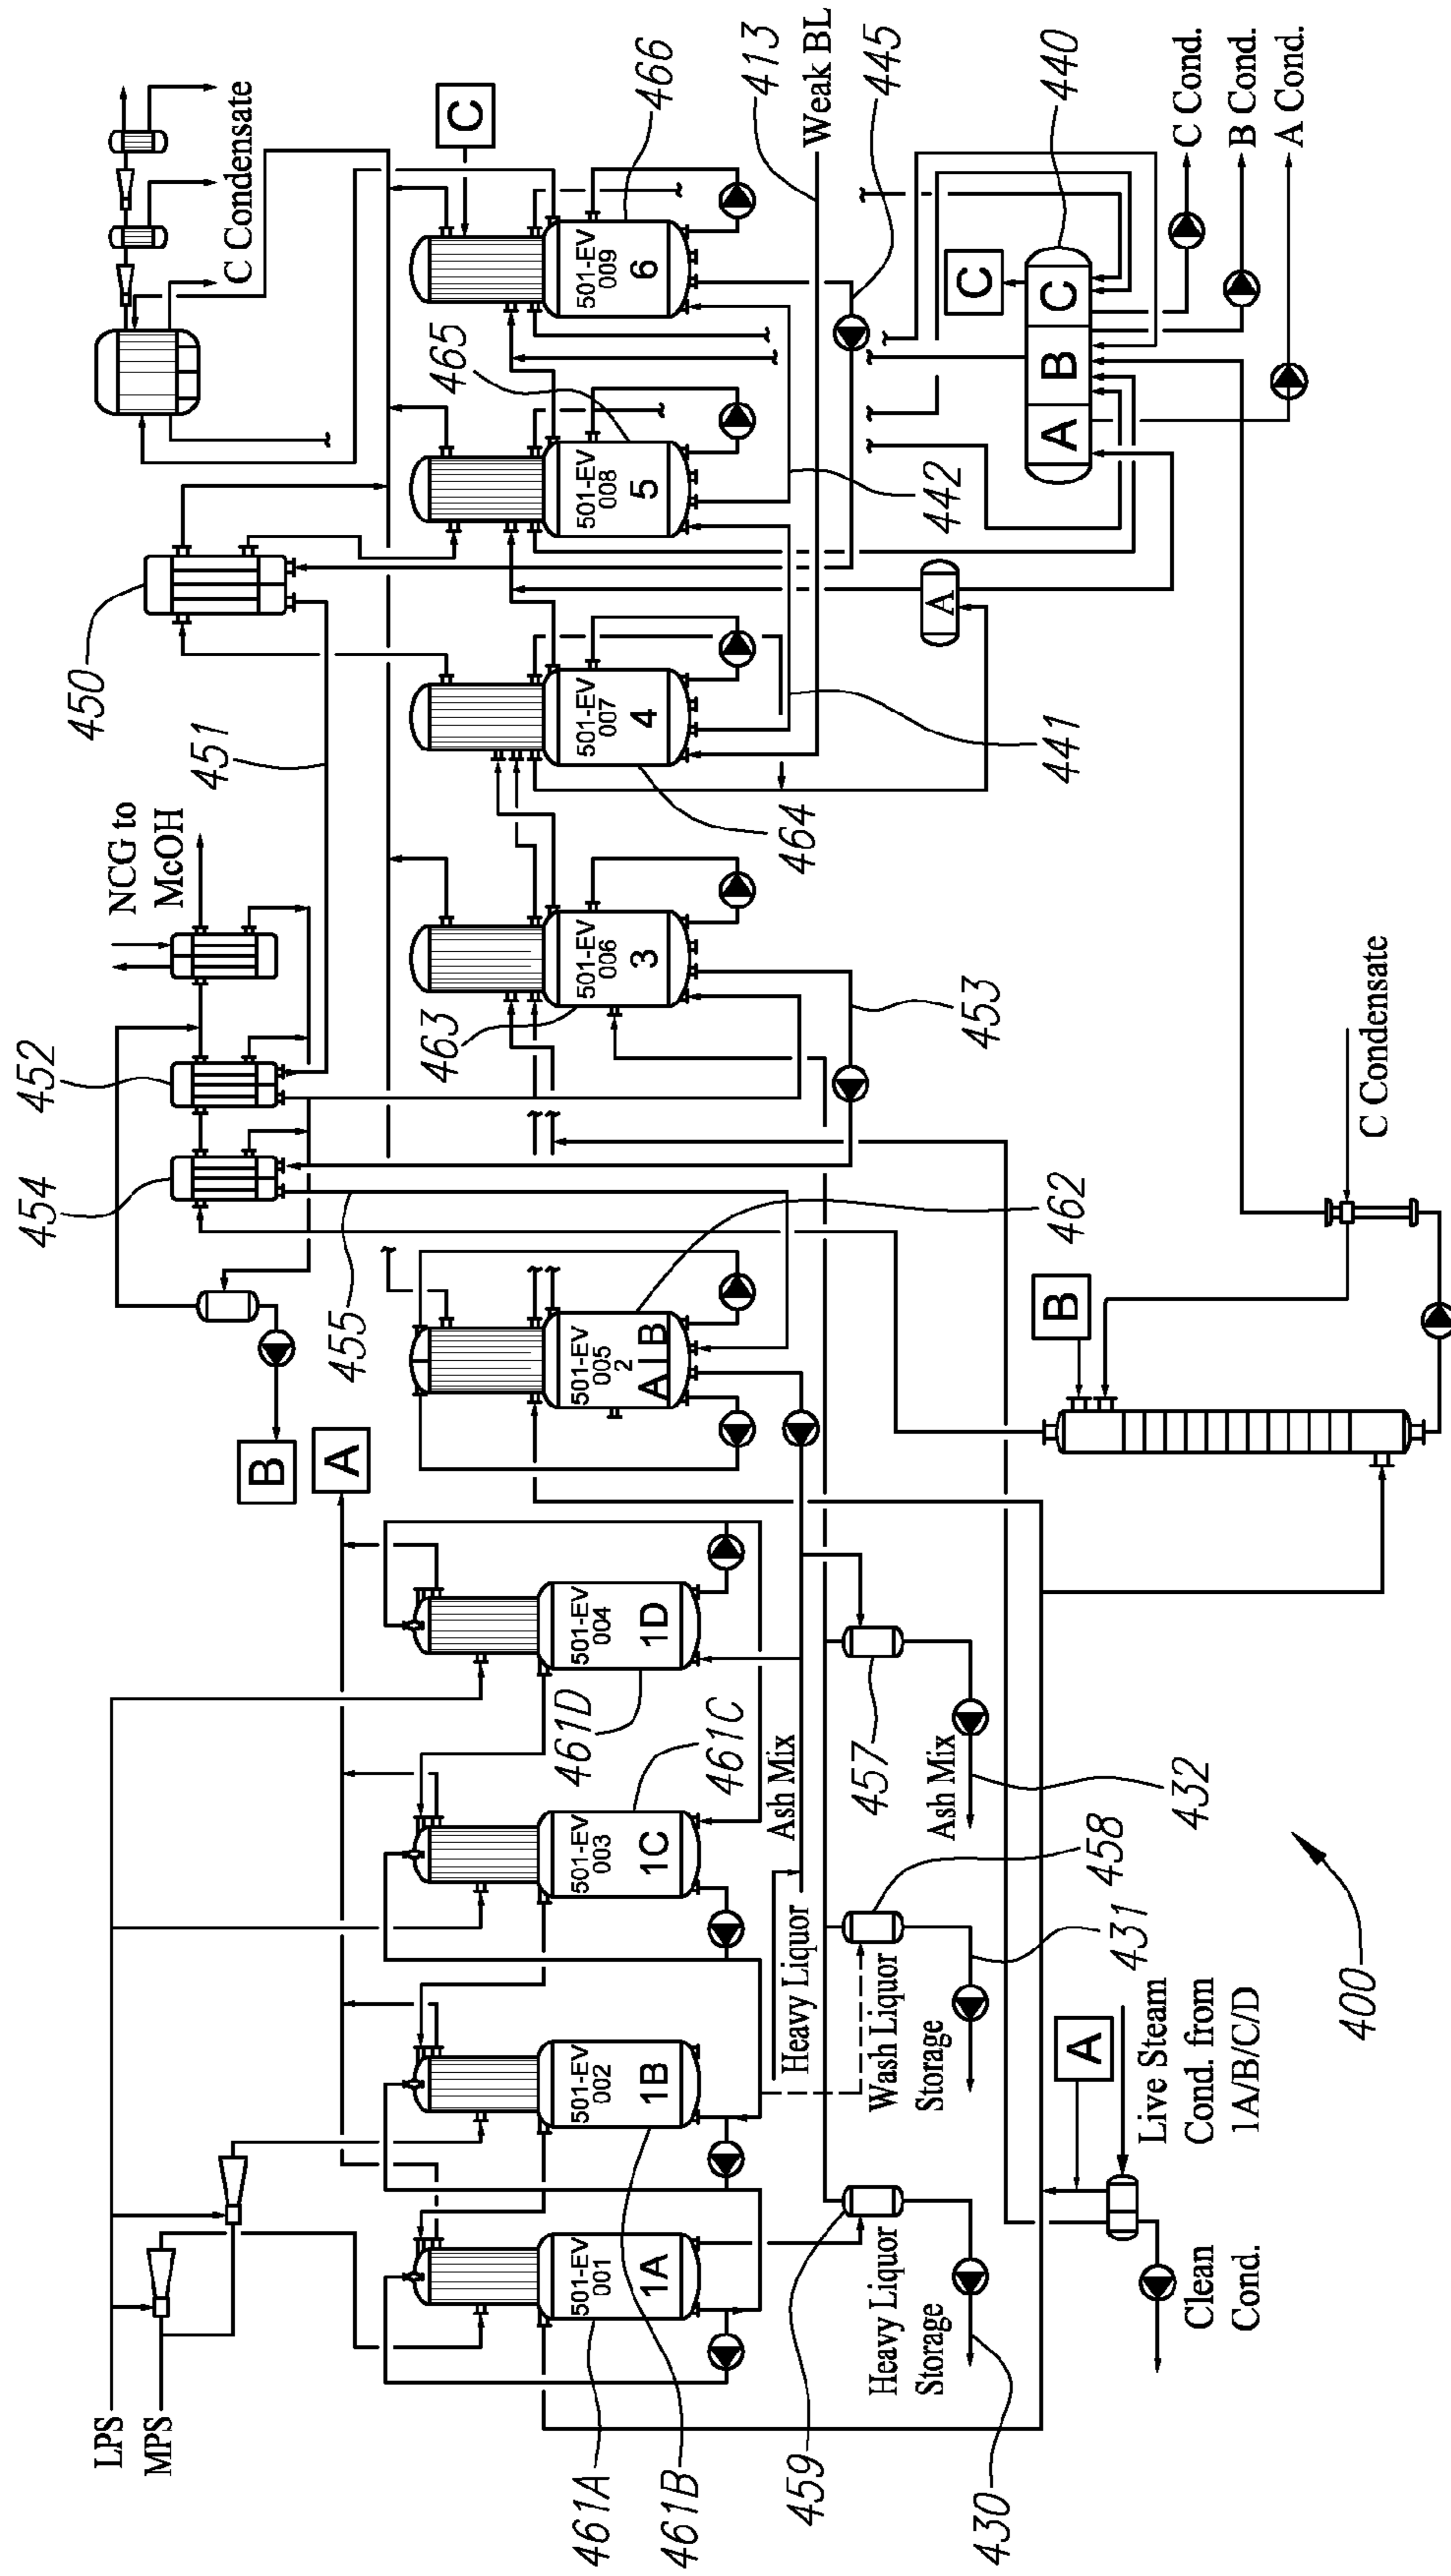 LPS
MPS
461A
461B
459
430
501-EV
001
1A
501-EV
002
1B
501-EV
003
1C
501-EV
004
1D
461D
461C
A
B
454
452
455
NCG to
McOH
451
450
C Condensate
501-EV
005
2
A B
462
463
501-EV
006
3
501-EV
007
4
464
501-EV
008
5
465
501-EV
009
6
466
C
413
Weak BL
445
442
441
453
Heavy Liquor
Ash Mix
Heavy Liquor
Storage
Wash Liquor
Storage
458
431
457
Ash Mix
432
A
C
A B C
440
C Cond.
B Cond.
A Cond.
B
C Condensate
A
Live Steam
Cond. from
1A/B/C/D
Clean
Cond.
400